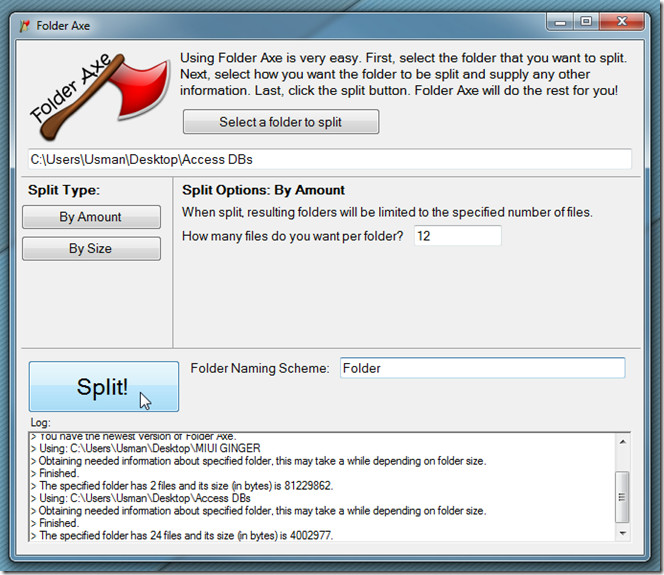 Folder Axe
Folder Axe
Using Folder Axe is very easy. First, select the folder that you want to split.
Next, select how you want the folder to be split and supply any other
information. Last, click the split button. Folder Axe will do the rest for you!
Select a folder to split
C:\Users\Usman\Desktop\Access DBs
Split Type:
By Amount
By Size
Split Options: By Amount
When split, resulting folders will be limited to the specified number of files.
How many files do you want per folder? 12
Split!
Folder Naming Scheme: Folder
Log:
> You have the newest version of Folder Axe.
> Using: C:\Users\Usman\Desktop\MIUI GINGER
> Obtaining needed information about specified folder, this may take a while depending on folder size.
> Finished.
> The specified folder has 2 files and its size (in bytes) is 81229862.
> Using: C:\Users\Usman\Desktop\Access DBs
> Obtaining needed information about specified folder, this may take a while depending on folder size.
> Finished.
> The specified folder has 24 files and its size (in bytes) is 4002977.